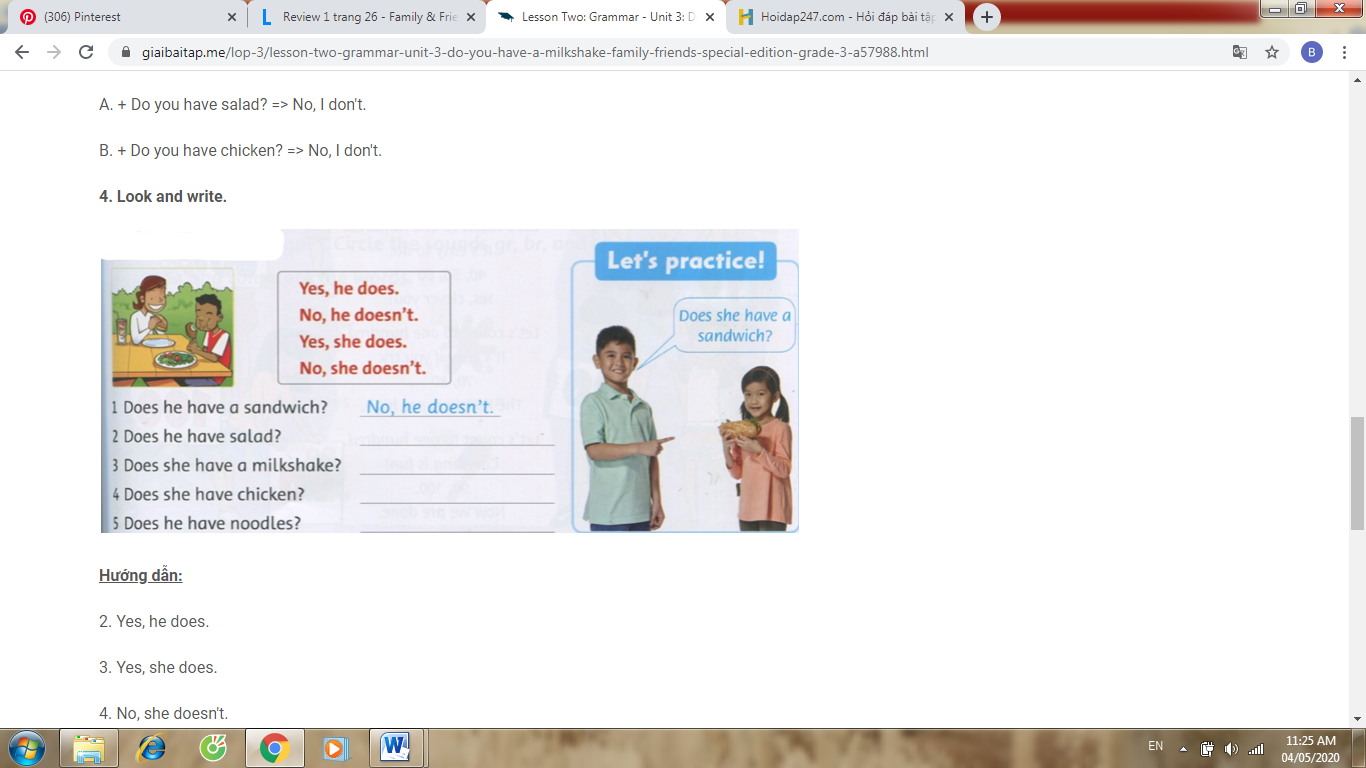 (306) Pinterest
Review 1 trang 26 - Family & Frie
Lesson Two: Grammar - Unit 3: D
Hoidap247.com - Hỏi đáp bài tập
giaibaitap.me/lop-3/lesson-two-grammar-unit-3-do-you-have-a-milkshake-family-friends-special-edition-grade-3-a57988.html
B
A. + Do you have salad? => No, I don't.
B. + Do you have chicken? => No, I don't.
4. Look and write.
Yes, he does.
No, he doesn't.
Yes, she does.
No, she doesn't.
1 Does he have a sandwich? No, he doesn't.
2 Does he have salad?
3 Does she have a milkshake?
4 Does she have chicken?
5 Does he have noodles?
Let's practice!
Does she have a
sandwich?
Hướng dẫn:
2. Yes, he does.
3. Yes, she does.
4. No, she doesn't.
EN
11:25 AM
04/05/2020